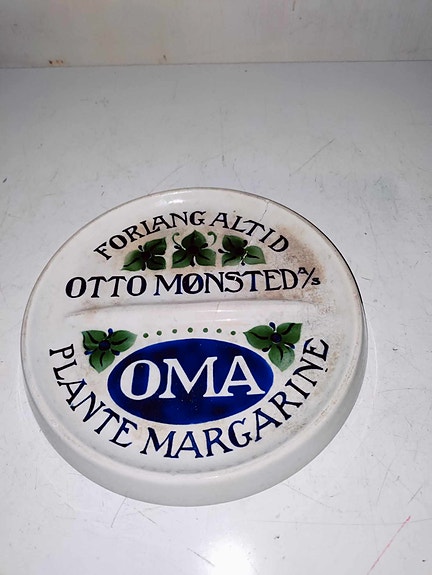 FORLANG ALTID
OTTO MØNSTED A/S
OMA
PLANTE MARGARINE